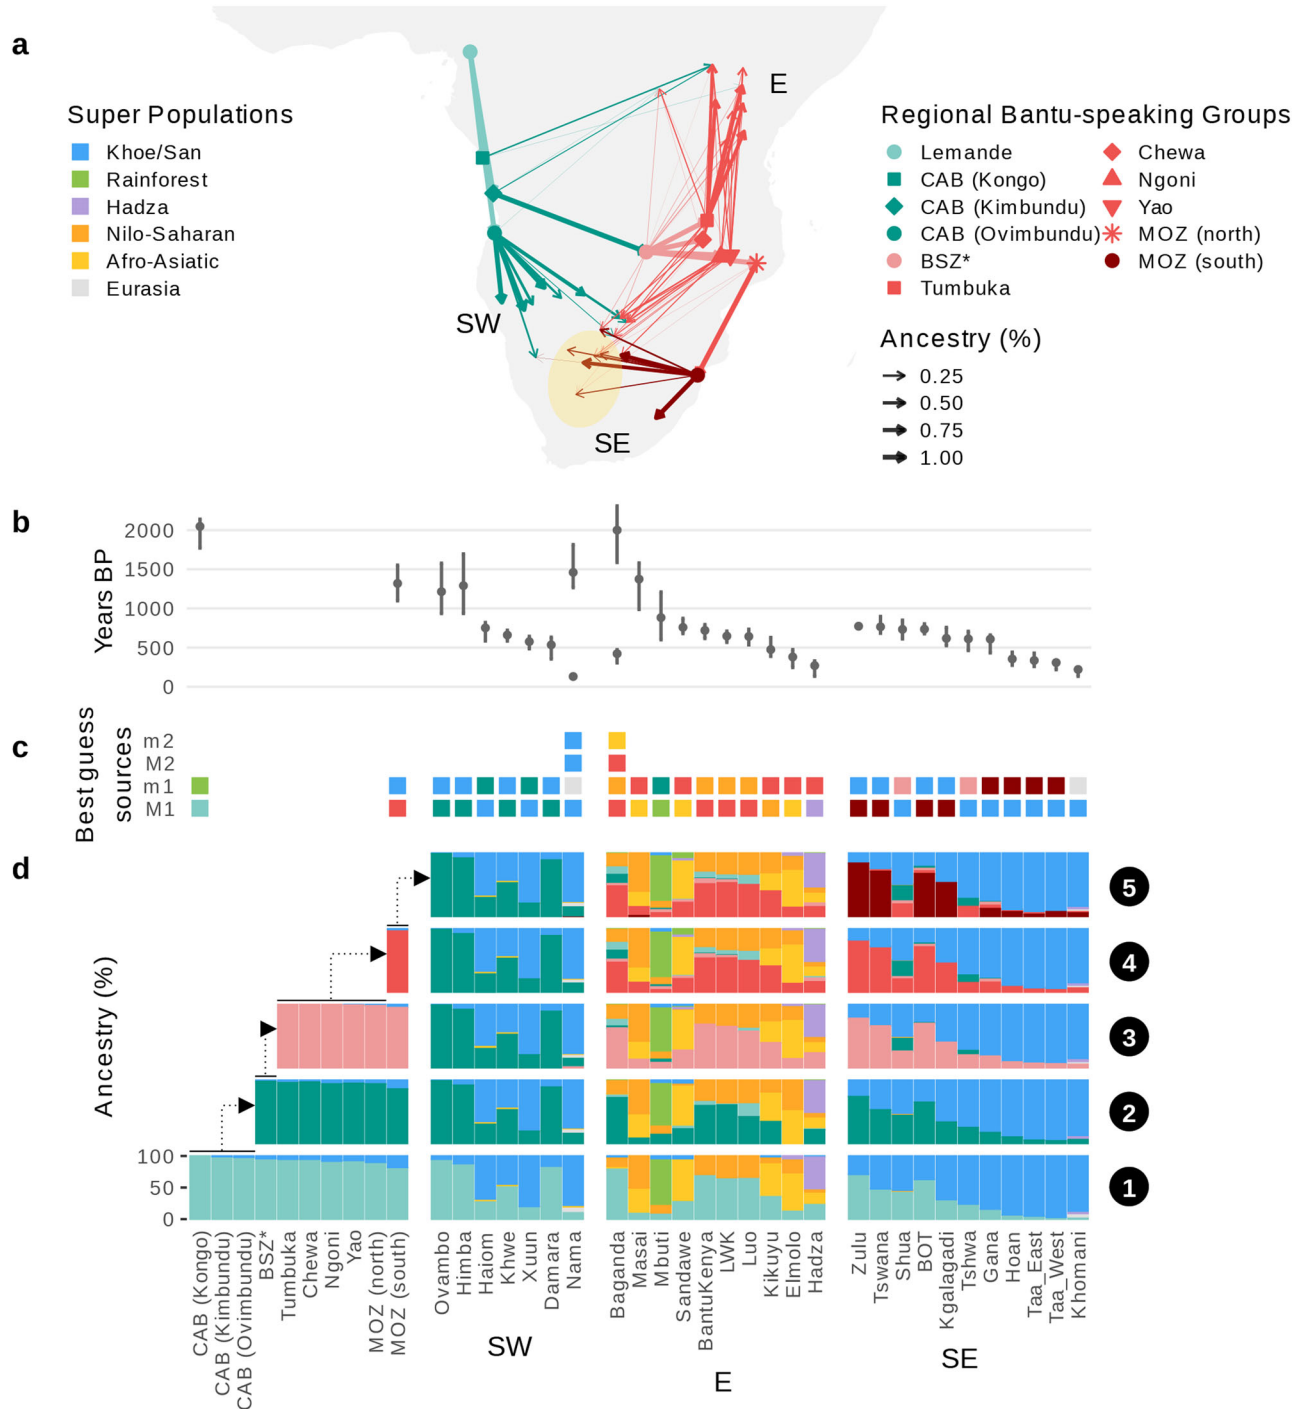 a
E
SW
SE
Super Populations
Khoe/San
Rainforest
Hadza
Nilo-Saharan
Afro-Asiatic
Eurasia
Regional Bantu-speaking Groups
Lemande
CAB (Kongo)
CAB (Kimbundu)
CAB (Ovimbundu)
BSZ*
Tumbuka
Chewa
Ngoni
Yao
MOZ (north)
MOZ (south)
Ancestry (%)
0.25
0.50
0.75
1.00
b
Years BP
2000
1500
1000
500
0
c
Best guess
sources
m2
M2
m1
M1
d
Ancestry (%)
5
4
3
2
1
100
50
0
CAB (Kongo)
CAB (Kimbundu)
CAB (Ovimbundu)
BSZ*
Tumbuka
Chewa
Ngoni
Yao
MOZ (north)
MOZ (south)
Ovambo
Himba
Haiom
Khwe
Xuun
Damara
Nama
Baganda
Masai
Mbuti
Sandawe
BantuKenya
LWK
Luo
Kikuyu
Elmolo
Hadza
Zulu
Tswana
Shua
BOT
Kgalagadi
Tshwa
Gana
Hoan
Taa_East
Taa_West
Khomani
SW
E
SE